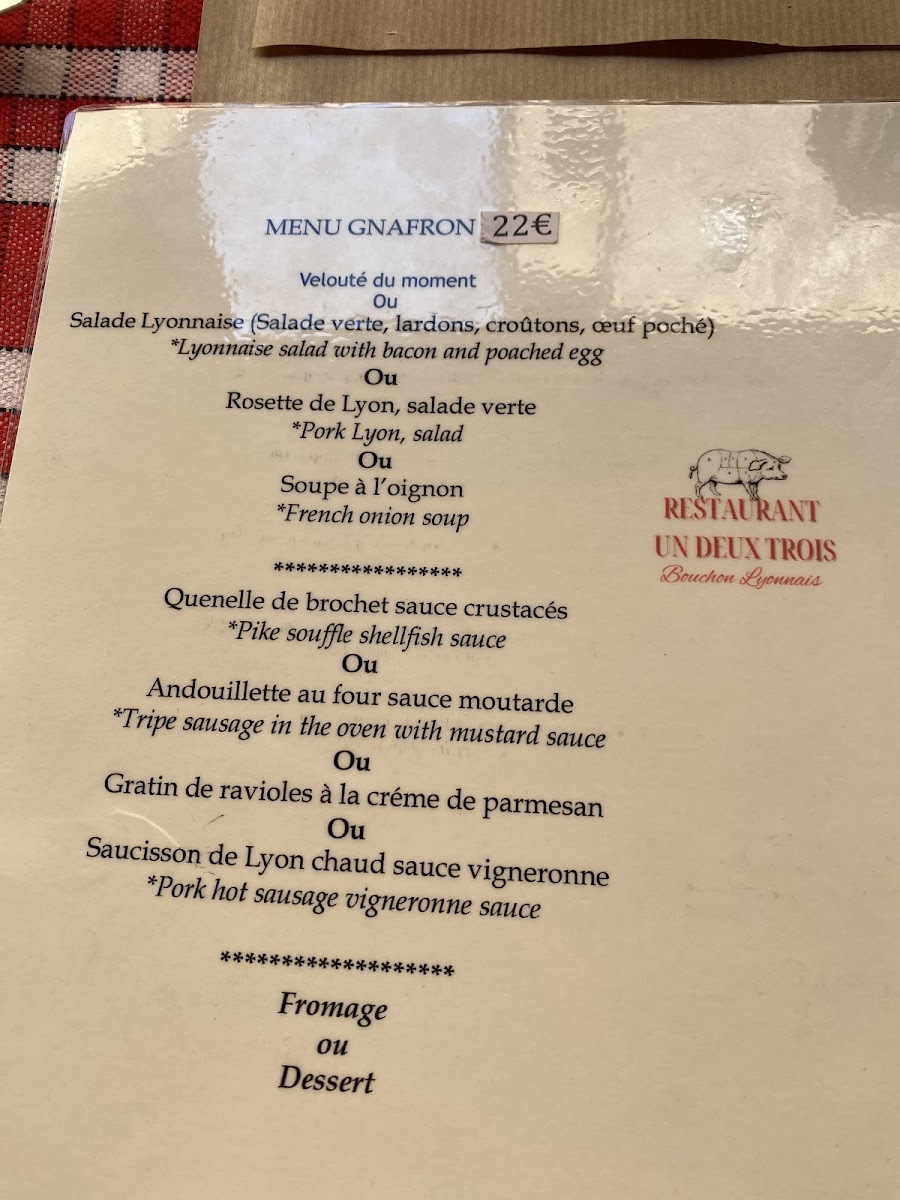 MENU GNAFRON 22€
Velouté du moment
Ou
Salade Lyonnaise (Salade verte, lardons, croûtons, œuf poché)
*Lyonnaise salad with bacon and poached egg
Ou
Rosette de Lyon, salade verte
*Pork Lyon, salad
Ou
Soupe à l'oignon
*French onion soup
*****************
Quenelle de brochet sauce crustacés
*Pike souffle shellfish sauce
Ou
Andouillette au four sauce moutarde
*Tripe sausage in the oven with mustard sauce
Ou
Gratin de ravioles à la créme de parmesan
Ou
Saucisson de Lyon chaud sauce vigneronne
*Pork hot sausage vigneronne sauce
*******************
Fromage
ou
Dessert
RESTAURANT
UN DEUX TROIS
Bouchon Lyonnais